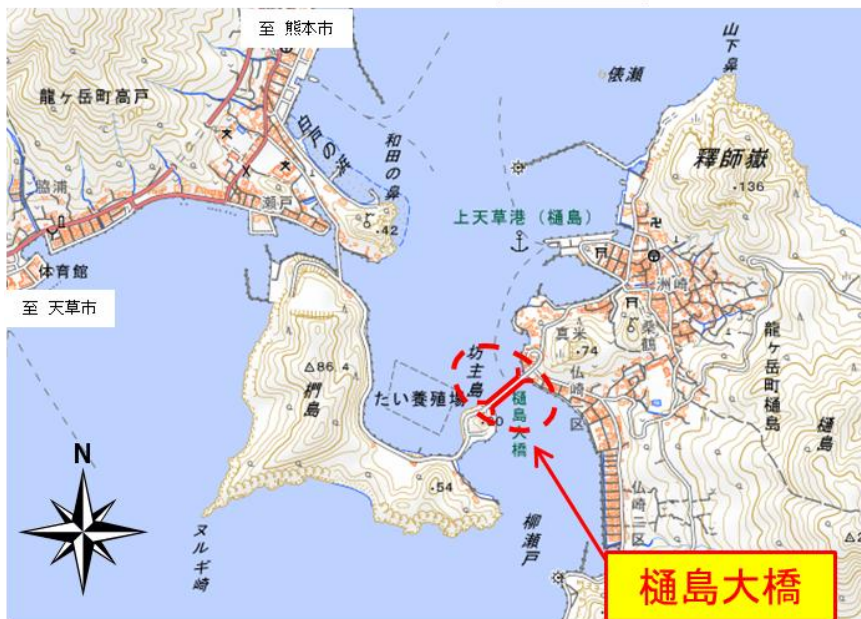 至 熊本市
山下鼻
俵瀬
龍ヶ岳町高戸
白戸の浜
和田の鼻
釋師嶽
・136
脇浦
瀬戸
・42
上天草港（樋島）
体育館
洲崎
至 天草市
真米
・74
桑鶴
坊主島
△86.4
椚島
たい養殖場
樋島大橋
仏崎一区
龍ヶ岳町樋島
樋島
N
・54
仏崎二区
ヌルギ崎
柳瀬戸
樋島大橋